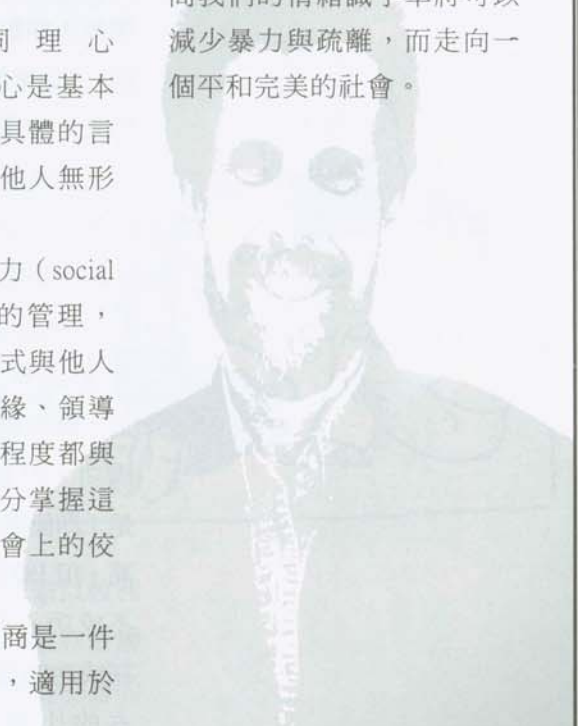 同理心
心是基本
具體的言
他人無形
力（social
的管理，
式與他人
緣、領導
程度都與
分掌握這
會上的佼
商是一件
，適用於
減少暴力與疏離，而走向一
個平和完美的社會。